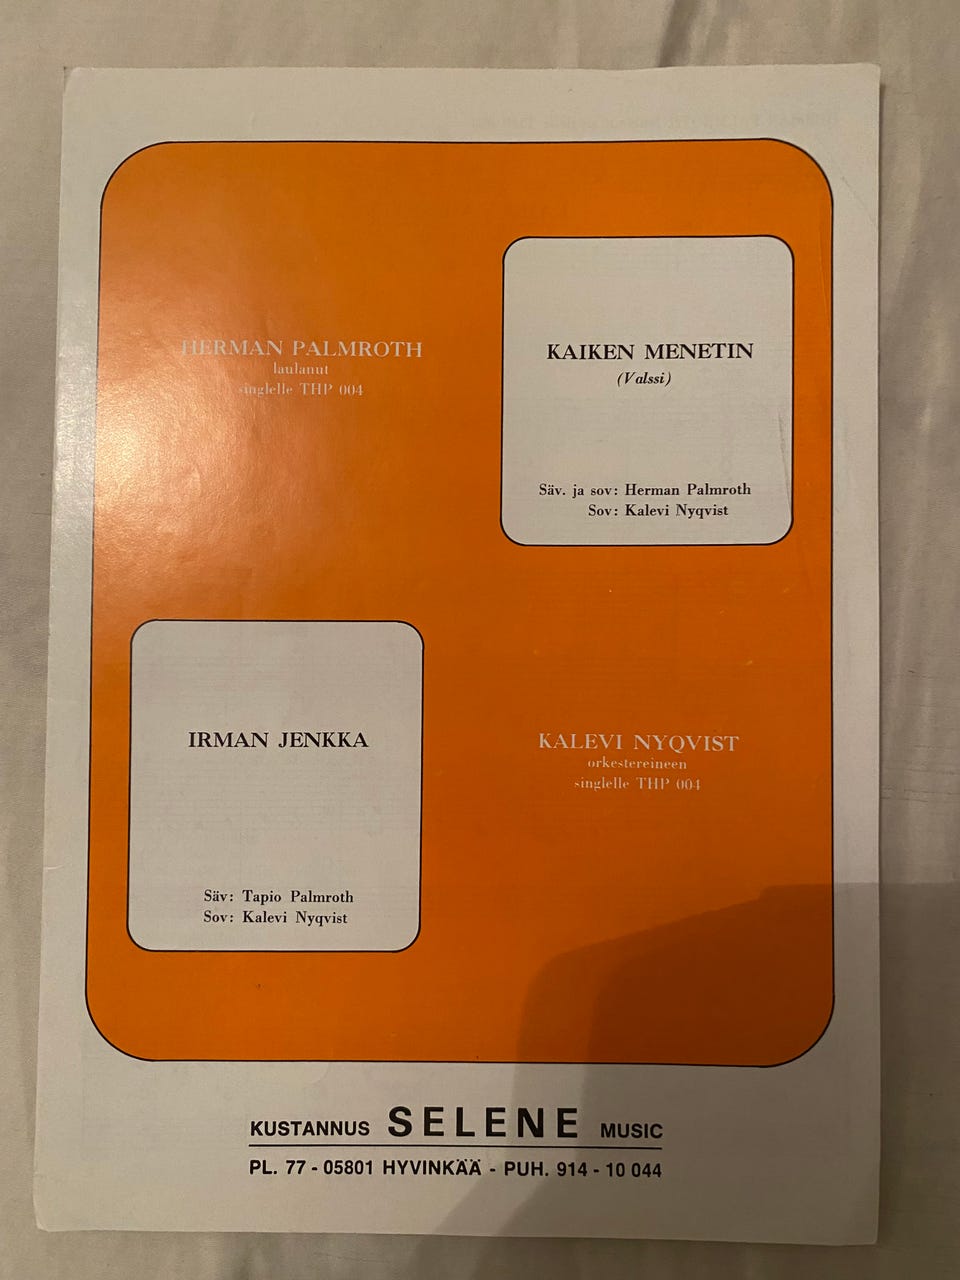 HERMAN PALMROTH
laulanut
singlelle THP 004
KAIKEN MENETIN
(Valssi)
Säv. ja sov: Herman Palmroth
Sov: Kalevi Nyqvist
IRMAN JENKKA
Säv: Tapio Palmroth
Sov: Kalevi Nyqvist
KALEVI NYQVIST
orkestereineen
singlelle THP 004
KUSTANNUS SELENE MUSIC
PL. 77 - 05801 HYVINKÄÄ - PUH. 914 - 10 044